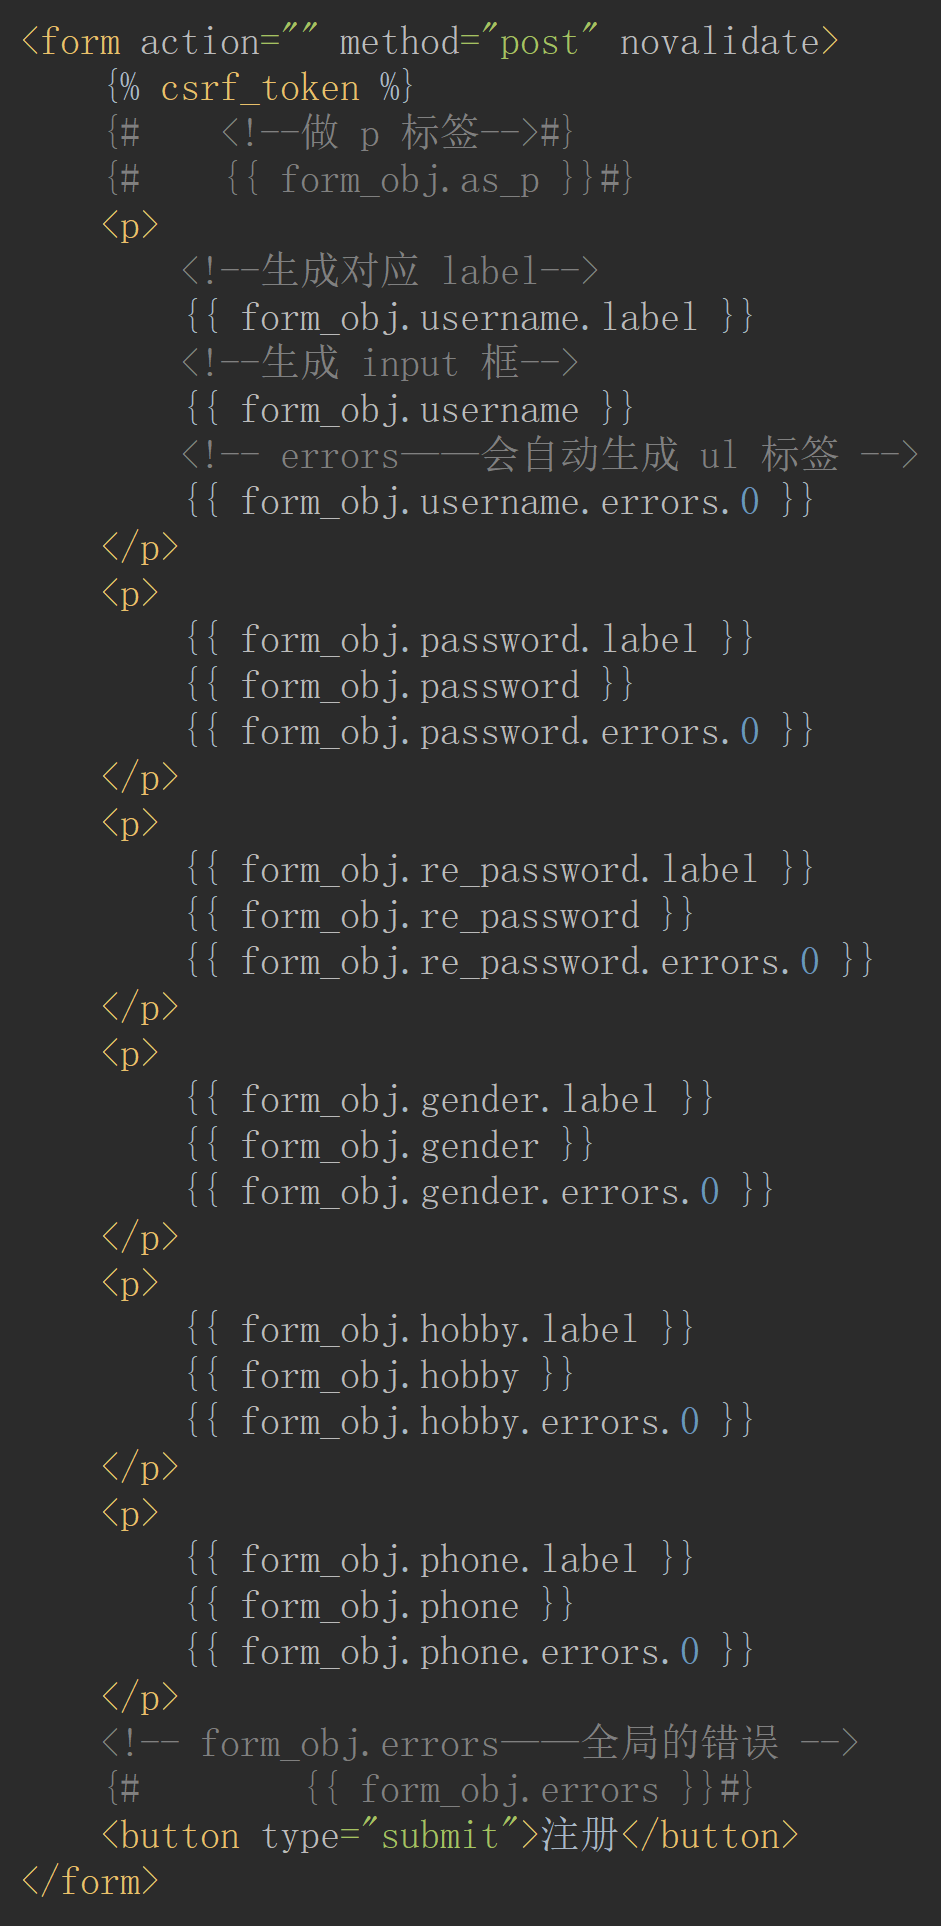 <form action="" method="post" novalidate>
    {% csrf_token %}
    {#    <!--做 p 标签-->#}
    {#    {{ form_obj.as_p }}#}
    <p>
        <!--生成对应 label-->
        {{ form_obj.username.label }}
        <!--生成 input 框-->
        {{ form_obj.username }}
        <!-- errors——会自动生成 ul 标签 -->
        {{ form_obj.username.errors.0 }}
    </p>
    <p>
        {{ form_obj.password.label }}
        {{ form_obj.password }}
        {{ form_obj.password.errors.0 }}
    </p>
    <p>
        {{ form_obj.re_password.label }}
        {{ form_obj.re_password }}
        {{ form_obj.re_password.errors.0 }}
    </p>
    <p>
        {{ form_obj.gender.label }}
        {{ form_obj.gender }}
        {{ form_obj.gender.errors.0 }}
    </p>
    <p>
        {{ form_obj.hobby.label }}
        {{ form_obj.hobby }}
        {{ form_obj.hobby.errors.0 }}
    </p>
    <p>
        {{ form_obj.phone.label }}
        {{ form_obj.phone }}
        {{ form_obj.phone.errors.0 }}
    </p>
    <!-- form_obj.errors——全局的错误 -->
    {#        {{ form_obj.errors }}#}
    <button type="submit">注册</button>
</form>